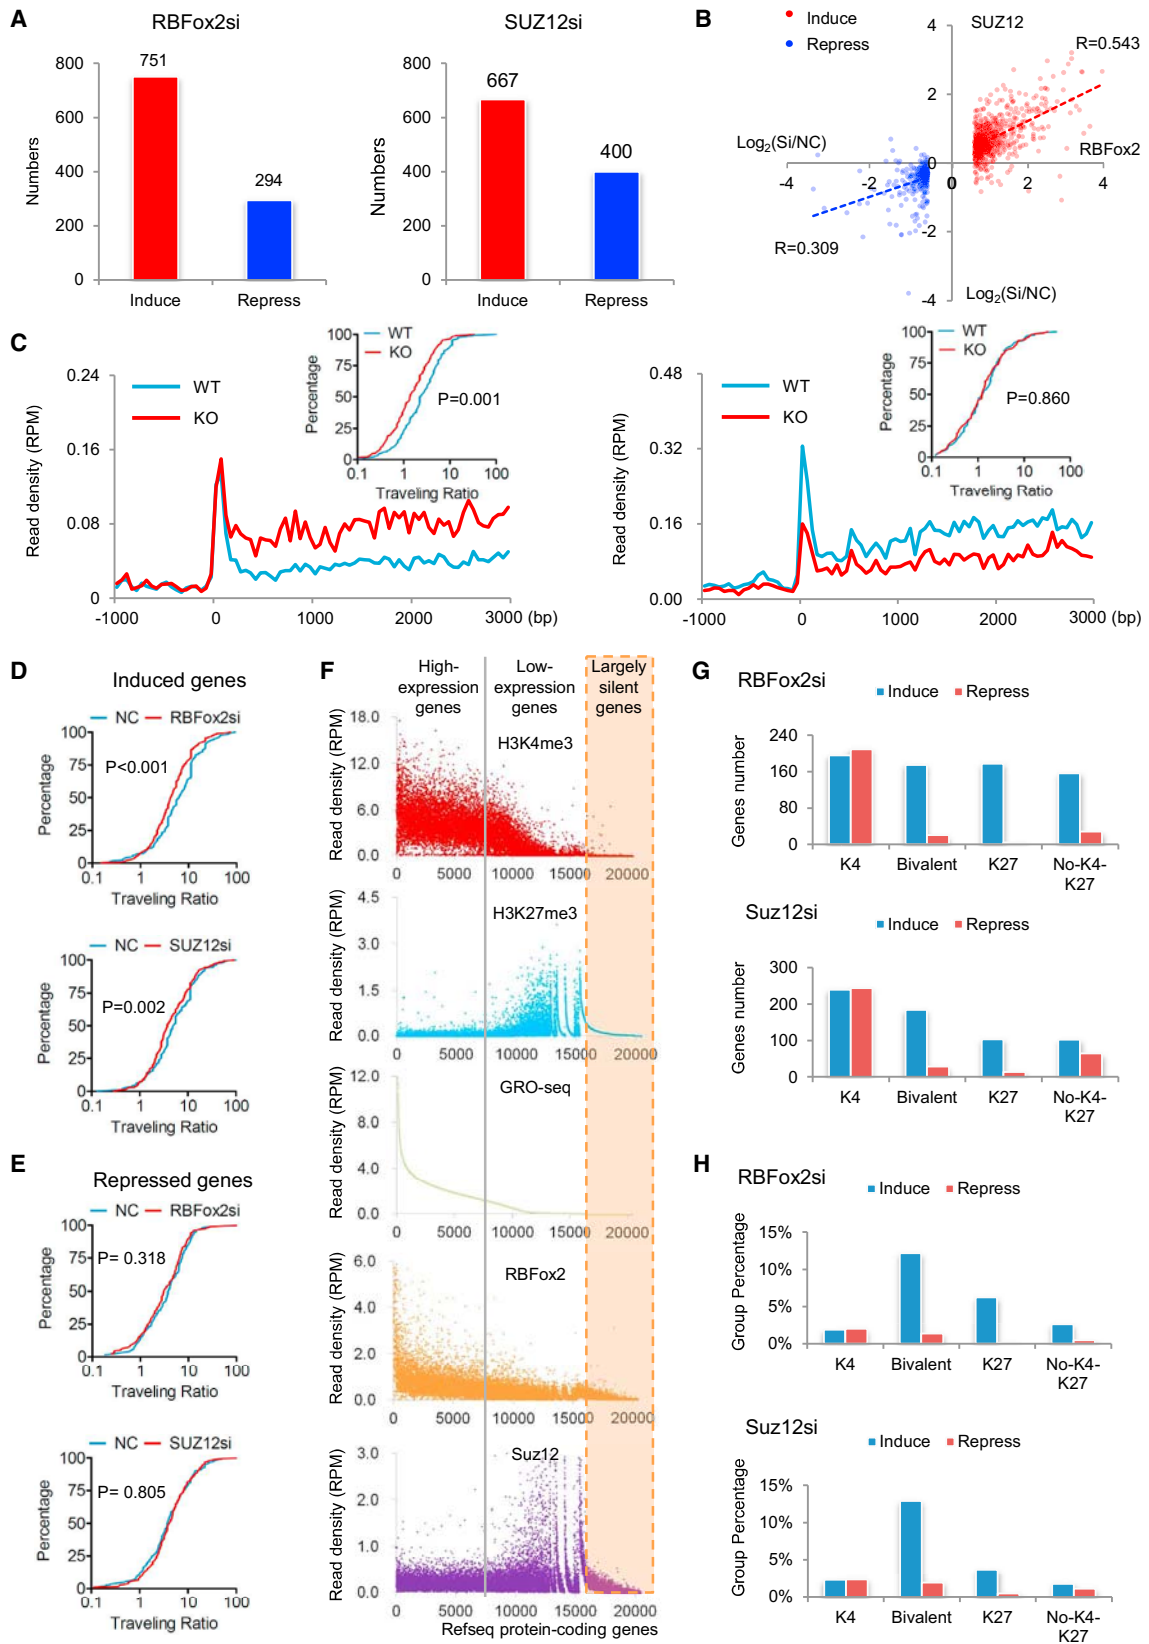 A
RBFox2si
SUZ12si
Numbers
800
600
400
200
0
751
294
Induce
Repress
Numbers
800
600
400
200
0
667
400
Induce
Repress
B
Induce
Repress
SUZ12
R=0.543
Log2(Si/NC)
RBFox2
R=0.309
Log2(Si/NC)
4
2
0
-2
-4
-4
-2
0
2
4
C
Read density (RPM)
0.24
0.16
0.08
0
WT
KO
-1000
0
1000
2000
3000
(bp)
Percentage
100
75
50
25
0
WT
KO
P=0.001
0.1
1
10
100
Traveling Ratio
Read density (RPM)
0.48
0.32
0.16
0.00
WT
KO
-1000
0
1000
2000
3000
(bp)
Percentage
100
75
50
25
0
WT
KO
P=0.860
0.1
1
10
100
Traveling Ratio
D
Induced genes
NC
RBFox2si
Percentage
100
75
50
25
0
P<0.001
0.1
1
10
100
Traveling Ratio
NC
SUZ12si
Percentage
100
75
50
25
0
P=0.002
0.1
1
10
100
Traveling Ratio
E
Repressed genes
NC
RBFox2si
Percentage
100
75
50
25
0
P= 0.318
0.1
1
10
100
Traveling Ratio
NC
SUZ12si
Percentage
100
75
50
25
0
P= 0.805
0.1
1
10
100
Traveling Ratio
F
High-
expression
genes
Low-
expression
genes
Largely
silent
genes
Read density (RPM)
18.0
12.0
6.0
0.0
H3K4me3
0
5000
10000
15000
20000
Read density (RPM)
4.5
3.0
1.5
0.0
H3K27me3
0
5000
10000
15000
20000
Read density (RPM)
12.0
8.0
4.0
0.0
GRO-seq
0
5000
10000
15000
20000
Read density (RPM)
6.0
4.0
2.0
0.0
RBFox2
0
5000
10000
15000
20000
Read density (RPM)
3.0
2.0
1.0
0.0
Suz12
0
5000
10000
15000
20000
Refseq protein-coding genes
G
RBFox2si
Induce
Repress
Genes number
240
160
80
0
K4
Bivalent
K27
No-K4-
K27
Suz12si
Induce
Repress
Genes number
300
200
100
0
K4
Bivalent
K27
No-K4-
K27
H
RBFox2si
Induce
Repress
Group Percentage
15%
10%
5%
0%
K4
Bivalent
K27
No-K4-
K27
Suz12si
Induce
Repress
Group Percentage
15%
10%
5%
0%
K4
Bivalent
K27
No-K4-
K27